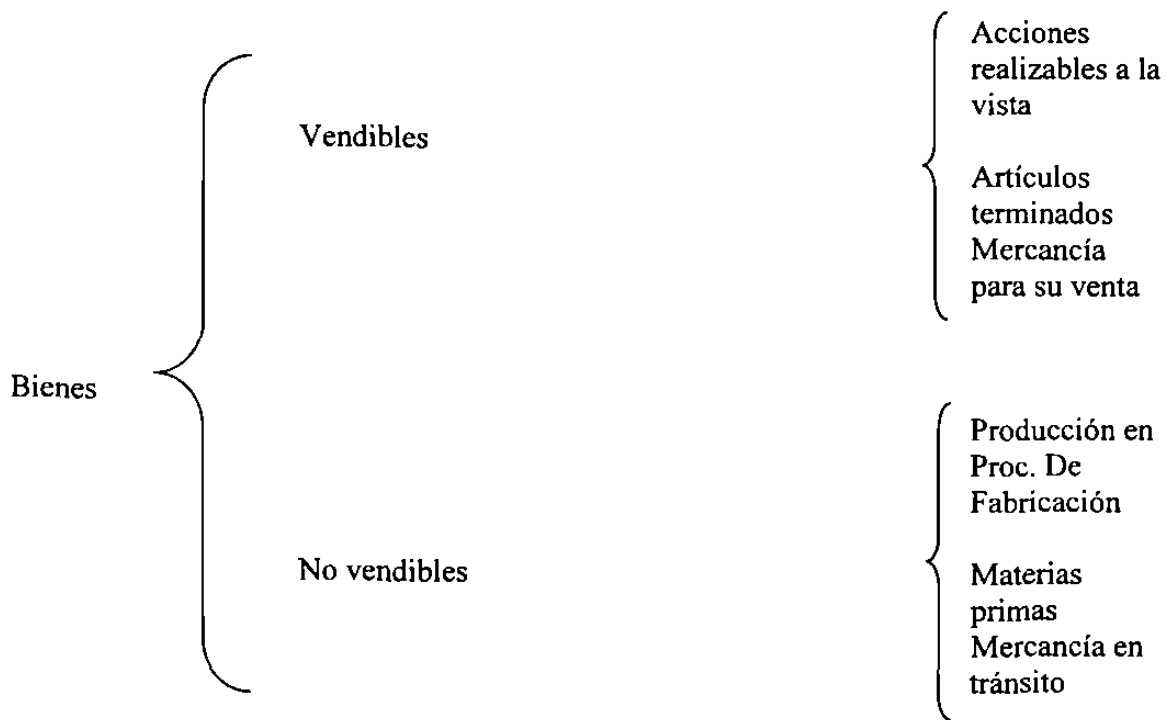 Bienes
Vendibles
Acciones
realizables a la
vista
Artículos
terminados
Mercancía
para su venta
No vendibles
Producción en
Proc. De
Fabricación
Materias
primas
Mercancía en
tránsito